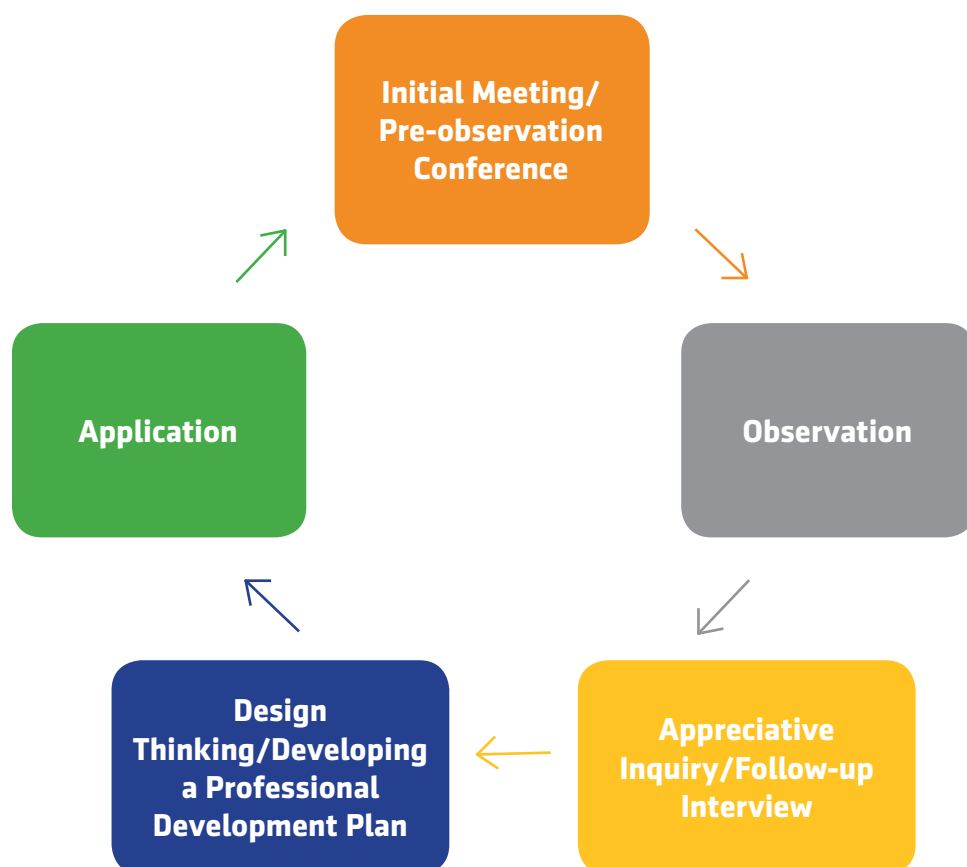 Initial Meeting/
Pre-observation
Conference
Observation
Appreciative
Inquiry/Follow-up
Interview
Design
Thinking/Developing
a Professional
Development Plan
Application